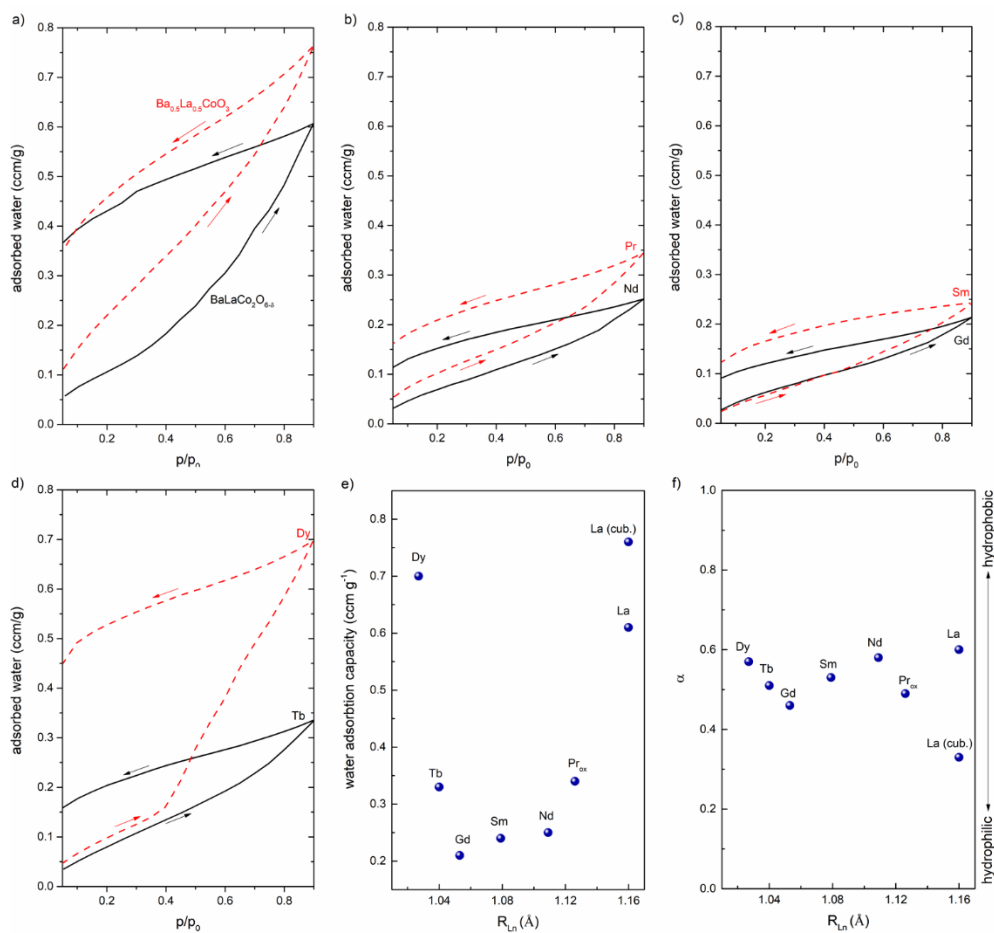 a)
0.8
0.7
0.6
0.5
0.4
0.3
0.2
0.1
0.0
adsorbed water (ccm/g)
Ba0.5La0.5CoO3
BaLaCo2O6-δ
0.2 0.4 0.6 0.8
p/p0
b)
0.8
0.7
0.6
0.5
0.4
0.3
0.2
0.1
0.0
adsorbed water (ccm/g)
Pr
Nd
0.2 0.4 0.6 0.8
p/p0
c)
0.8
0.7
0.6
0.5
0.4
0.3
0.2
0.1
0.0
adsorbed water (ccm/g)
Sm
Gd
0.2 0.4 0.6 0.8
p/p0
d)
0.8
0.7
0.6
0.5
0.4
0.3
0.2
0.1
0.0
adsorbed water (ccm/g)
Dy
Tb
0.2 0.4 0.6 0.8
p/p0
e)
0.8
0.7
0.6
0.5
0.4
0.3
0.2
water adsorbtion capacity (ccm g-1)
La (cub.)
Dy
La
Prox
Tb
Nd
Sm
Gd
1.04 1.08 1.12 1.16
RLn (Å)
f)
1.0
0.8
0.6
0.4
0.2
0.0
α
Dy
La
Nd
Tb
Sm
Prox
Gd
La (cub.)
1.04 1.08 1.12 1.16
RLn (Å)
hydrophobic
hydrophilic